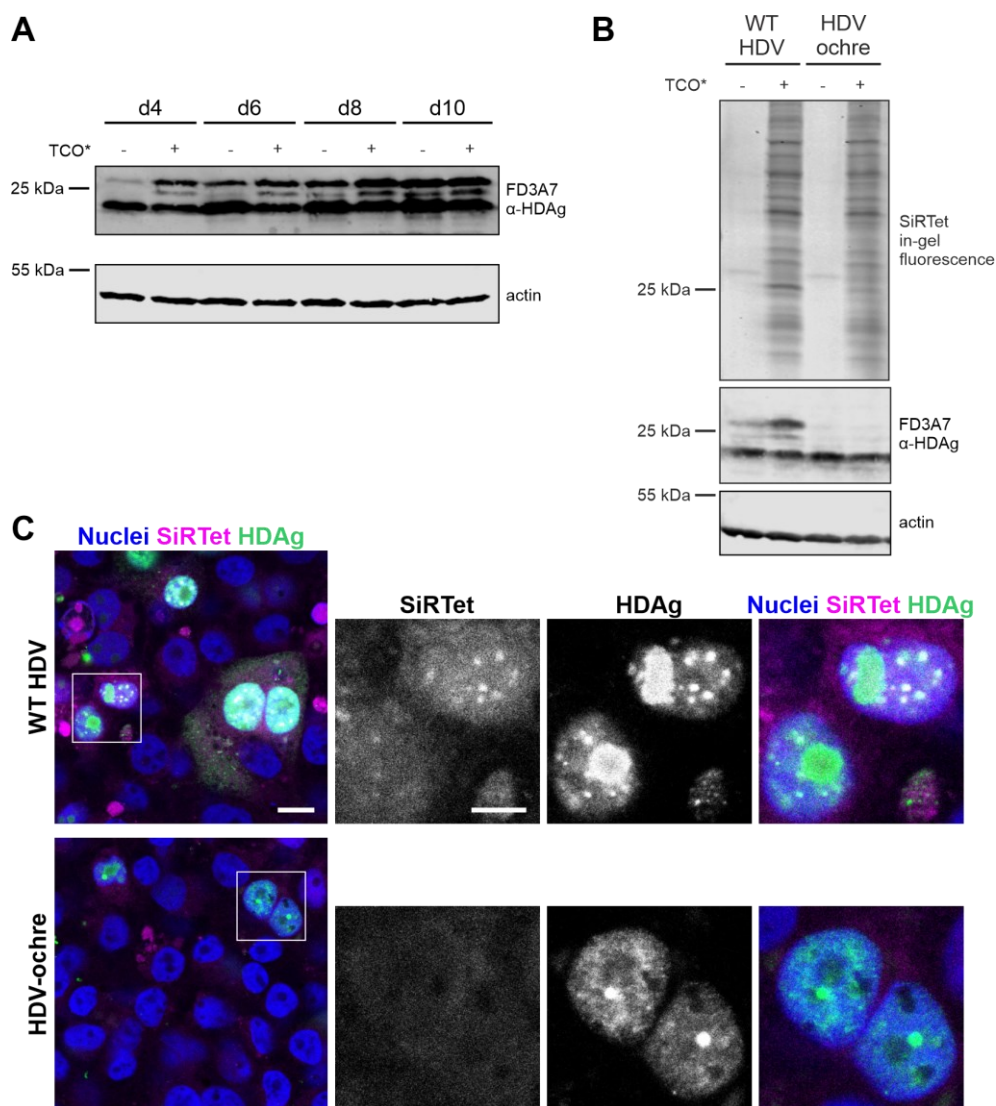 A
d4 d6 d8 d10
TCO* - + - + - + - +
25 kDa
FD3A7
α-HDAg
55 kDa
actin
B
WT
HDV
HDV
ochre
TCO* - + - +
SiRTet
in-gel
fluorescence
25 kDa
25 kDa
FD3A7
α-HDAg
55 kDa
actin
C
Nuclei SiRTet HDAg
WT HDV
SiRTet
HDAg
Nuclei SiRTet HDAg
HDV-ochre